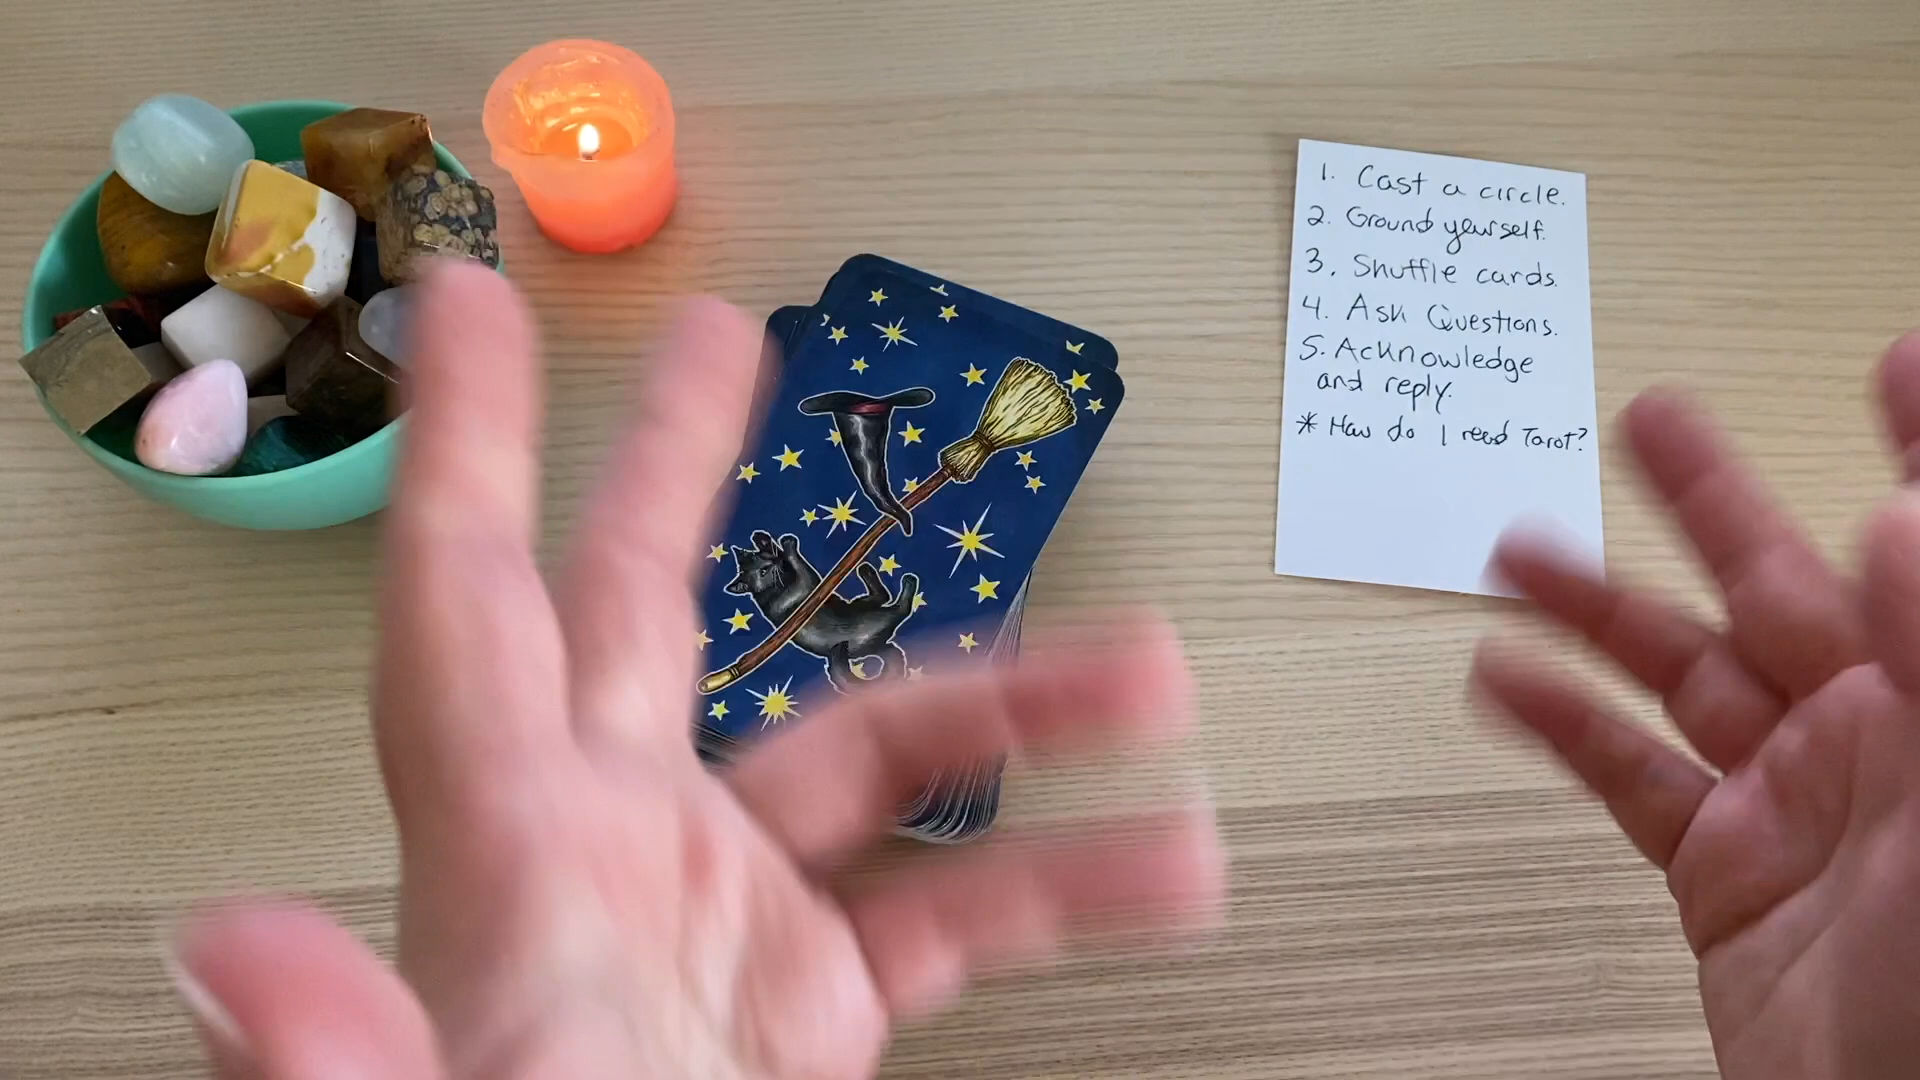 1. Cast a circle.
2. Ground yourself.
3. Shuffle cards.
4. Ask Questions.
5. Acknowledge
and reply.
* How do I read Tarot?